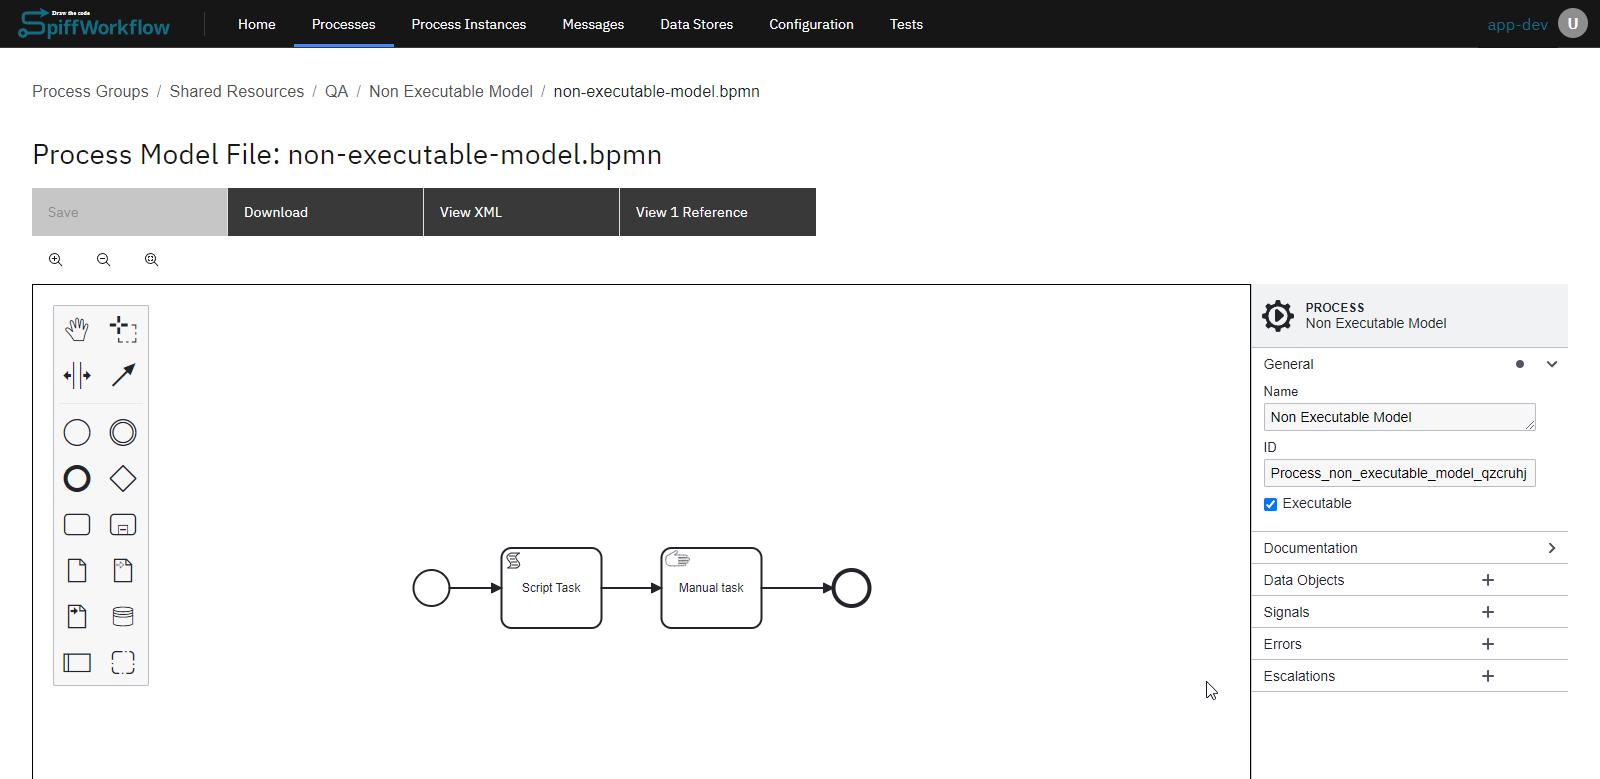 Draw the code
SpiffWorkflow
Home
Processes
Process Instances
Messages
Data Stores
Configuration
Tests
app-dev
U
Process Groups / Shared Resources / QA / Non Executable Model / non-executable-model.bpmn
Process Model File: non-executable-model.bpmn
Save
Download
View XML
View 1 Reference
PROCESS
Non Executable Model
General
Name
Non Executable Model
ID
Process_non_executable_model_qzcruhj
Executable
Documentation
Data Objects
Signals
Errors
Escalations
Script Task
Manual task